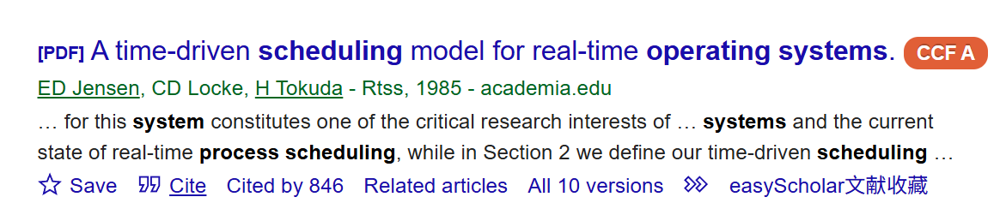 [PDF] A time-driven scheduling model for real-time operating systems. CCF A
ED Jensen, CD Locke, H Tokuda - Rtss, 1985 - academia.edu
… for this system constitutes one of the critical research interests of … systems and the current
state of real-time process scheduling, while in Section 2 we define our time-driven scheduling …
Save Cite Cited by 846 Related articles All 10 versions easyScholar文献收藏